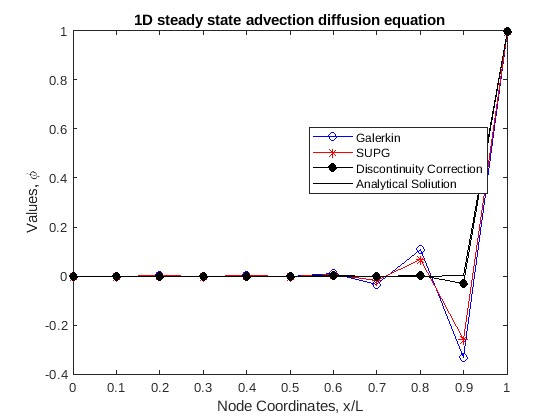 1D steady state advection diffusion equation
1
0.8
0.6
0.4
0.2
0
-0.2
-0.4
Values, ϕ
Galerkin
SUPG
Discontinuity Correction
Analytical Soliution
0 0.1 0.2 0.3 0.4 0.5 0.6 0.7 0.8 0.9 1
Node Coordinates, x/L